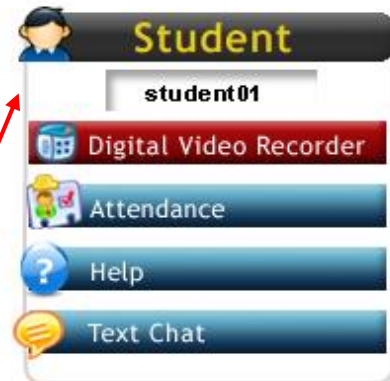 Student
student01
Digital Video Recorder
Attendance
Help
Text Chat